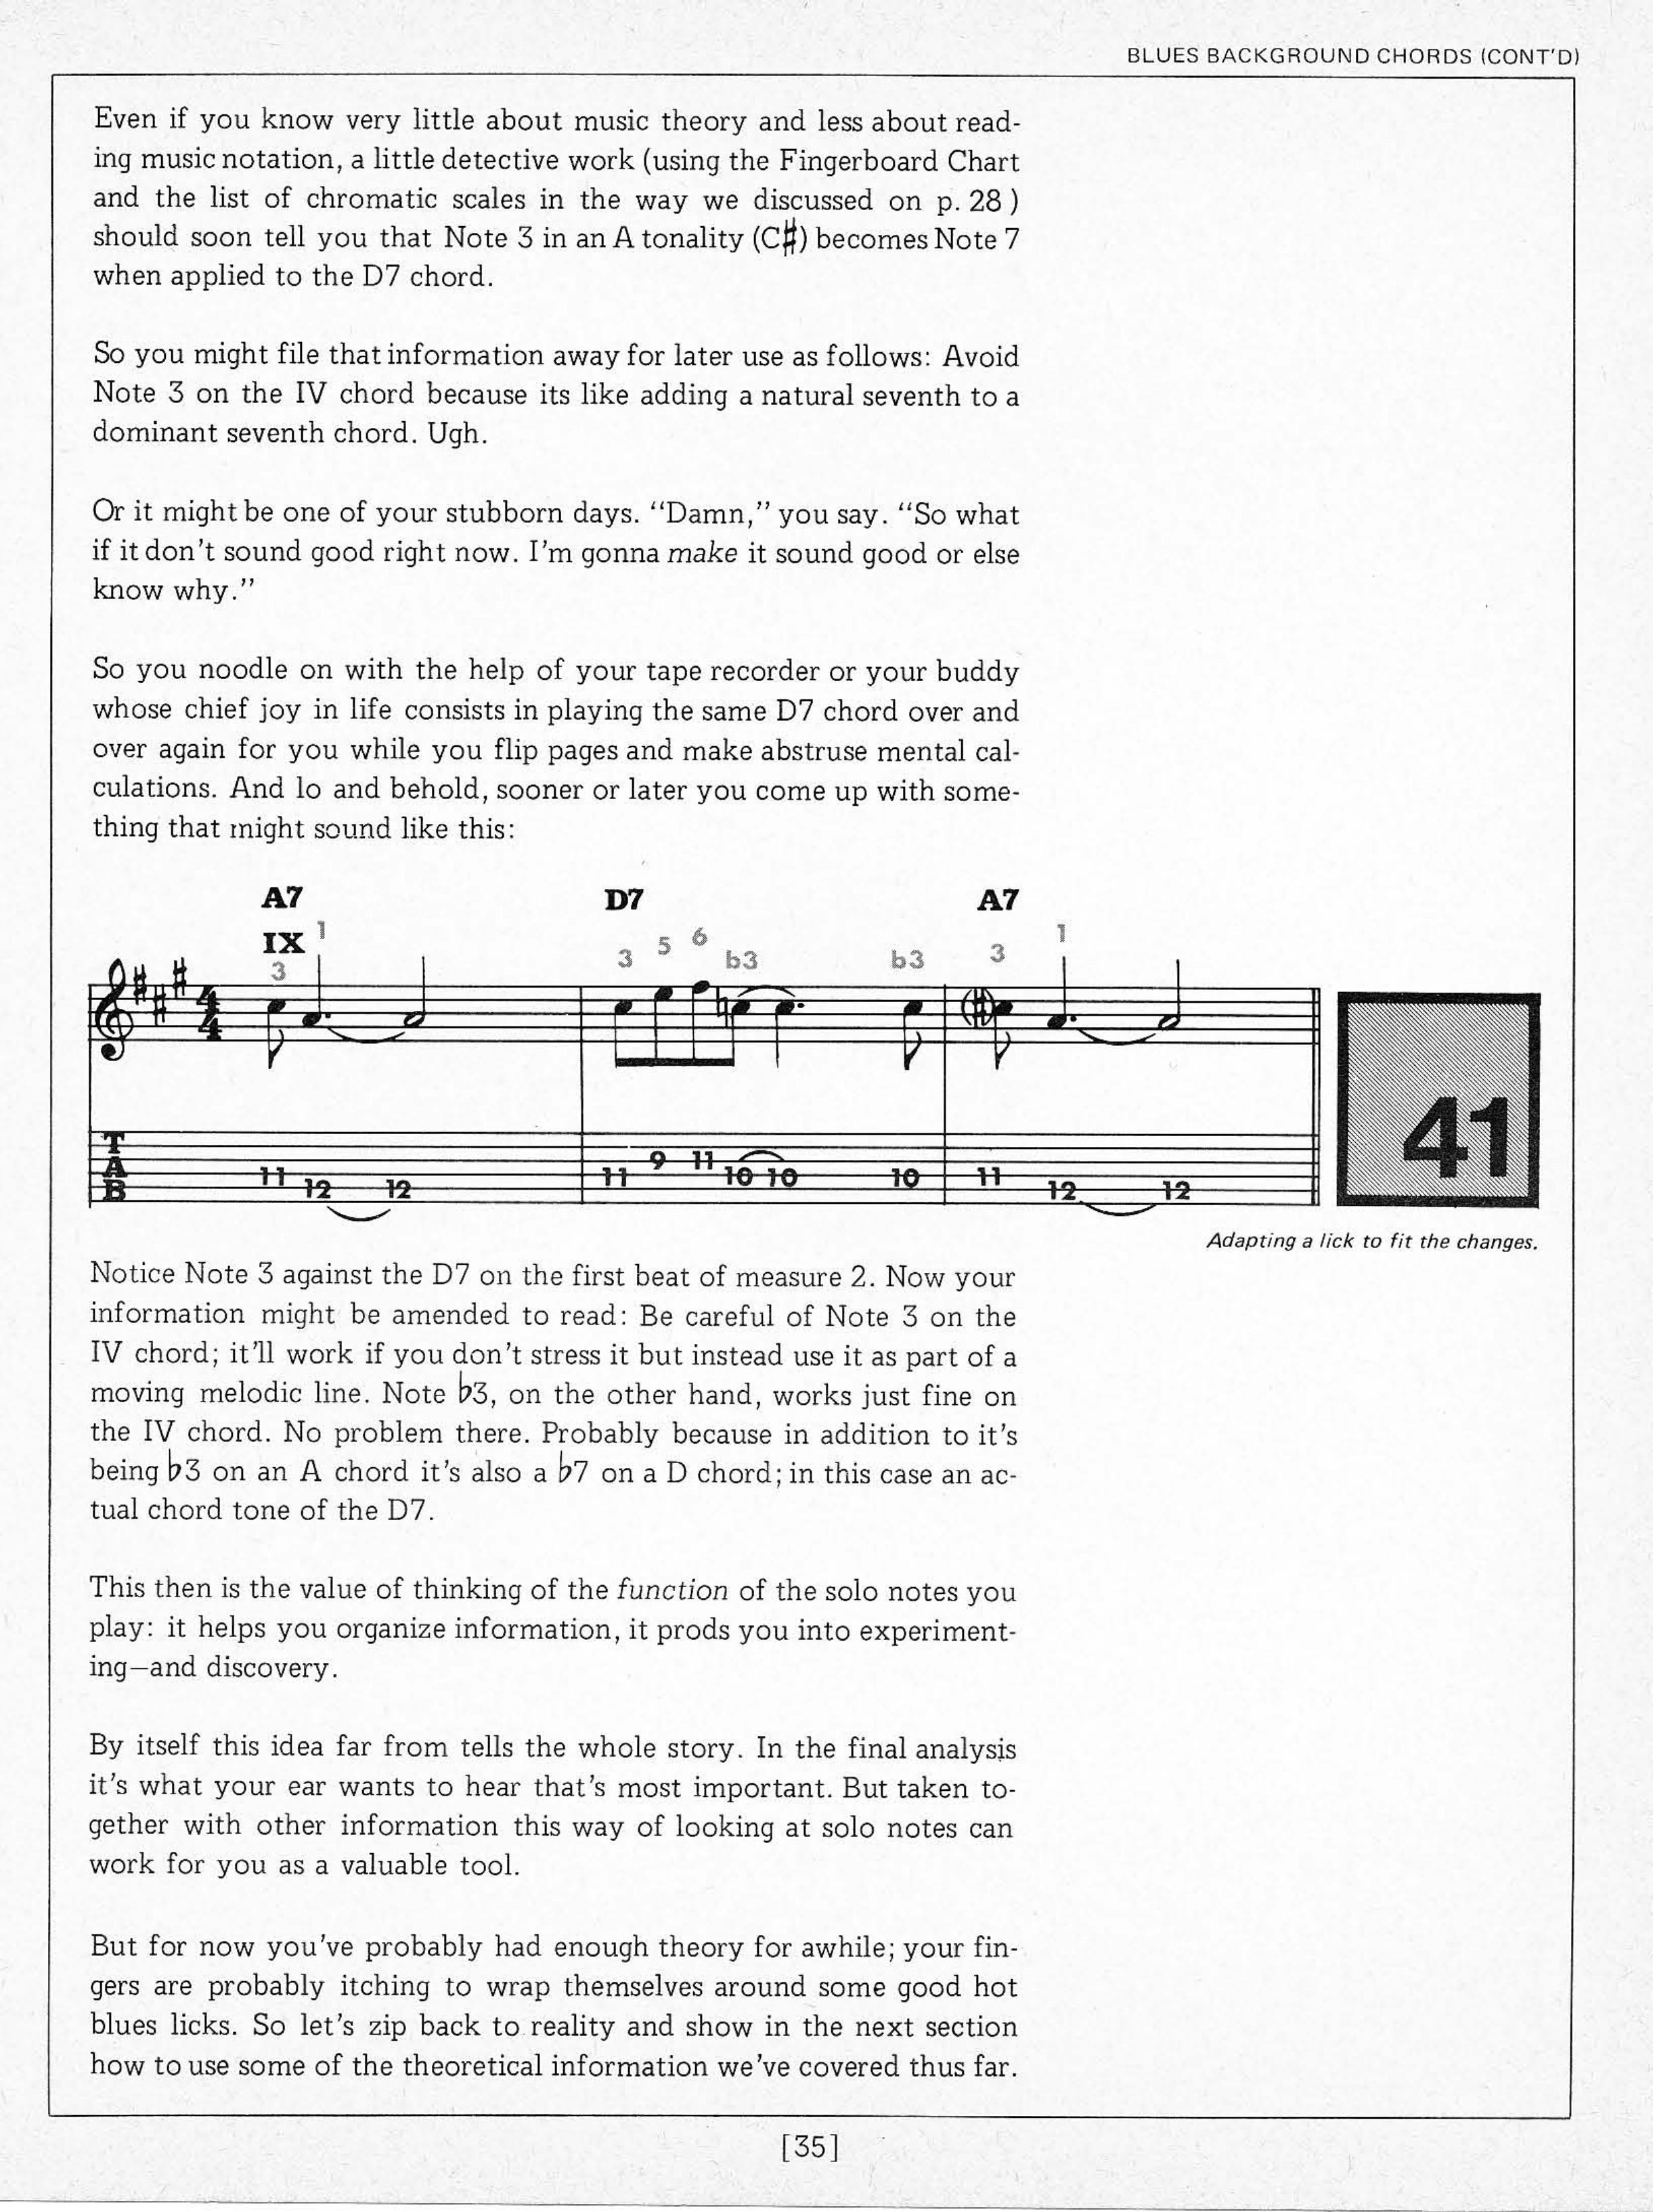 BLUES BACKGROUND CHORDS (CONT'D)
Even if you know very little about music theory and less about read-
ing music notation, a little detective work (using the Fingerboard Chart
and the list of chromatic scales in the way we discussed on p. 28 )
should soon tell you that Note 3 in an A tonality (C♯) becomes Note 7
when applied to the D7 chord.
So you might file that information away for later use as follows: Avoid
Note 3 on the IV chord because its like adding a natural seventh to a
dominant seventh chord. Ugh.
Or it might be one of your stubborn days. “Damn,” you say. “So what
if it don't sound good right now. I'm gonna make it sound good or else
know why.”
So you noodle on with the help of your tape recorder or your buddy
whose chief joy in life consists in playing the same D7 chord over and
over again for you while you flip pages and make abstruse mental cal-
culations. And lo and behold, sooner or later you come up with some-
thing that might sound like this:
A7 D7 A7
IX 1 3 5 6 b3 b3 3 1
3
4
4
T
A
B
11 12 12 11 9 11 10 10 10 11 12 12
41
Adapting a lick to fit the changes.
Notice Note 3 against the D7 on the first beat of measure 2. Now your
information might be amended to read: Be careful of Note 3 on the
IV chord; it'll work if you don't stress it but instead use it as part of a
moving melodic line. Note ♭3, on the other hand, works just fine on
the IV chord. No problem there. Probably because in addition to it's
being ♭3 on an A chord it's also a ♭7 on a D chord; in this case an ac-
tual chord tone of the D7.
This then is the value of thinking of the function of the solo notes you
play: it helps you organize information, it prods you into experiment-
ing—and discovery.
By itself this idea far from tells the whole story. In the final analysis
it's what your ear wants to hear that's most important. But taken to-
gether with other information this way of looking at solo notes can
work for you as a valuable tool.
But for now you've probably had enough theory for awhile; your fin-
gers are probably itching to wrap themselves around some good hot
blues licks. So let's zip back to reality and show in the next section
how to use some of the theoretical information we've covered thus far.
[35]